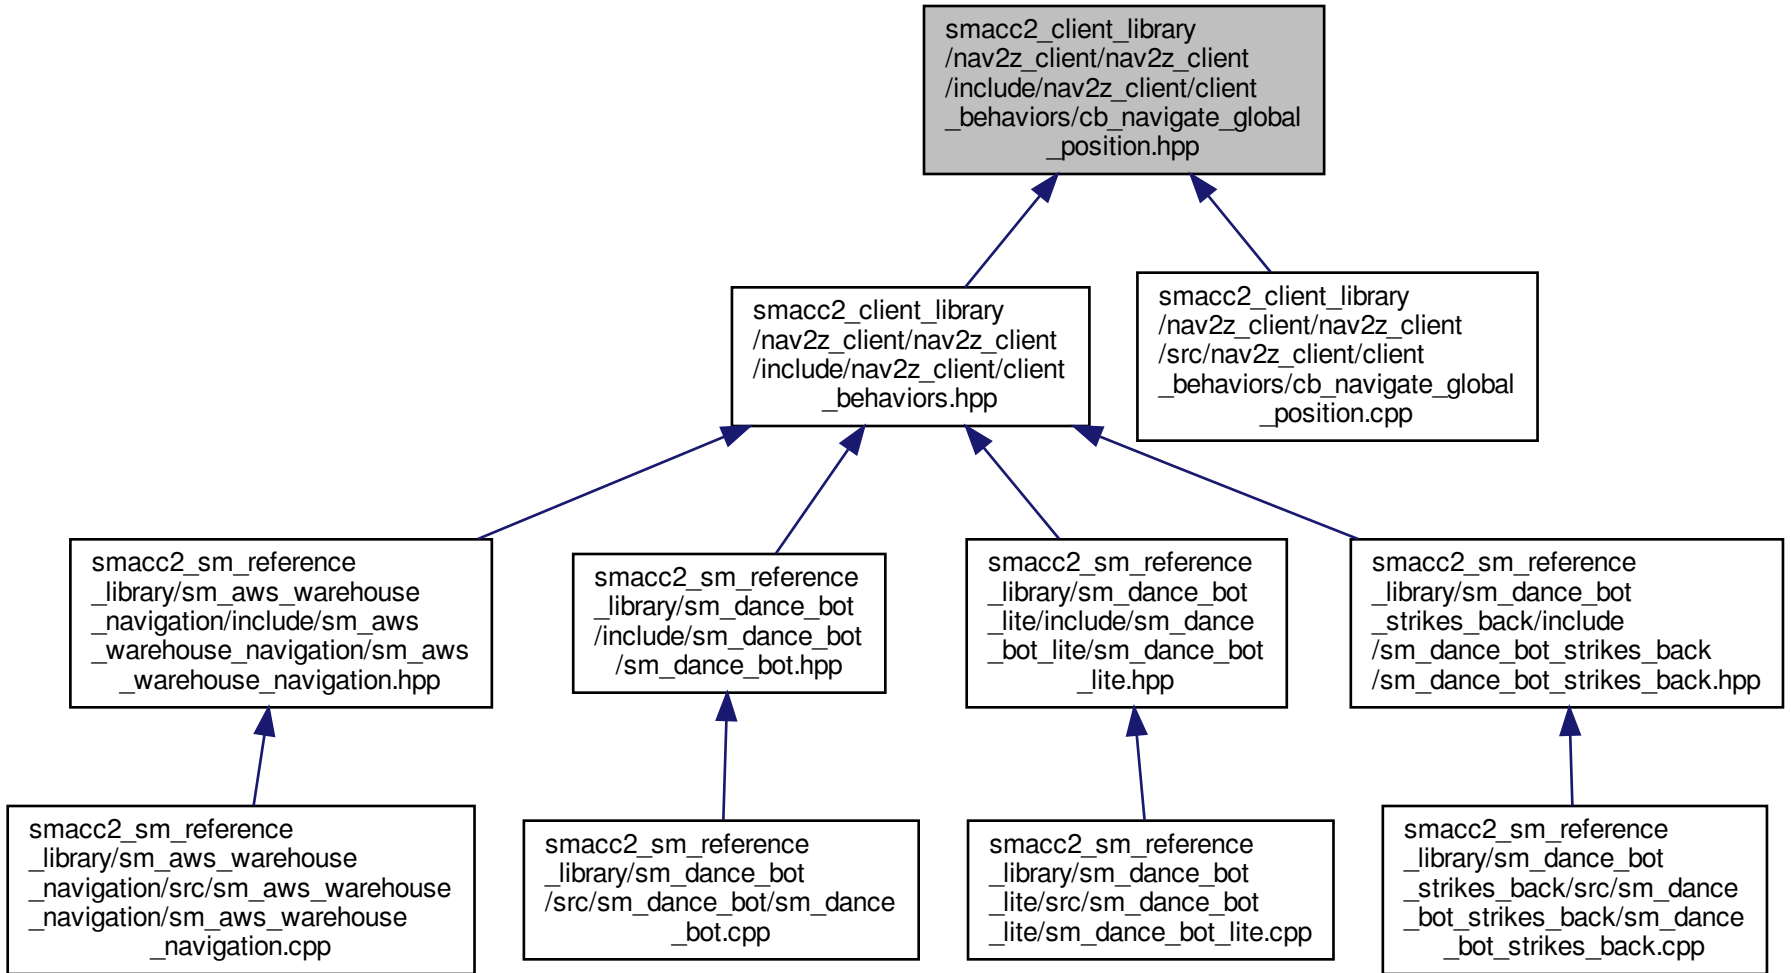 smacc2_client_library
/nav2z_client/nav2z_client
/include/nav2z_client/client
_behaviors/cb_navigate_global
_position.hpp
smacc2_client_library
/nav2z_client/nav2z_client
/include/nav2z_client/client
_behaviors.hpp
smacc2_client_library
/nav2z_client/nav2z_client
/src/nav2z_client/client
_behaviors/cb_navigate_global
_position.cpp
smacc2_sm_reference
_library/sm_aws_warehouse
_navigation/include/sm_aws
_warehouse_navigation/sm_aws
_warehouse_navigation.hpp
smacc2_sm_reference
_library/sm_dance_bot
/include/sm_dance_bot
/sm_dance_bot.hpp
smacc2_sm_reference
_library/sm_dance_bot
_lite/include/sm_dance
_bot_lite/sm_dance_bot
_lite.hpp
smacc2_sm_reference
_library/sm_dance_bot
_strikes_back/include
/sm_dance_bot_strikes_back
/sm_dance_bot_strikes_back.hpp
smacc2_sm_reference
_library/sm_aws_warehouse
_navigation/src/sm_aws_warehouse
_navigation/sm_aws_warehouse
_navigation.cpp
smacc2_sm_reference
_library/sm_dance_bot
/src/sm_dance_bot/sm_dance
_bot.cpp
smacc2_sm_reference
_library/sm_dance_bot
_lite/src/sm_dance_bot
_lite/sm_dance_bot_lite.cpp
smacc2_sm_reference
_library/sm_dance_bot
_strikes_back/src/sm_dance
_bot_strikes_back/sm_dance
_bot_strikes_back.cpp